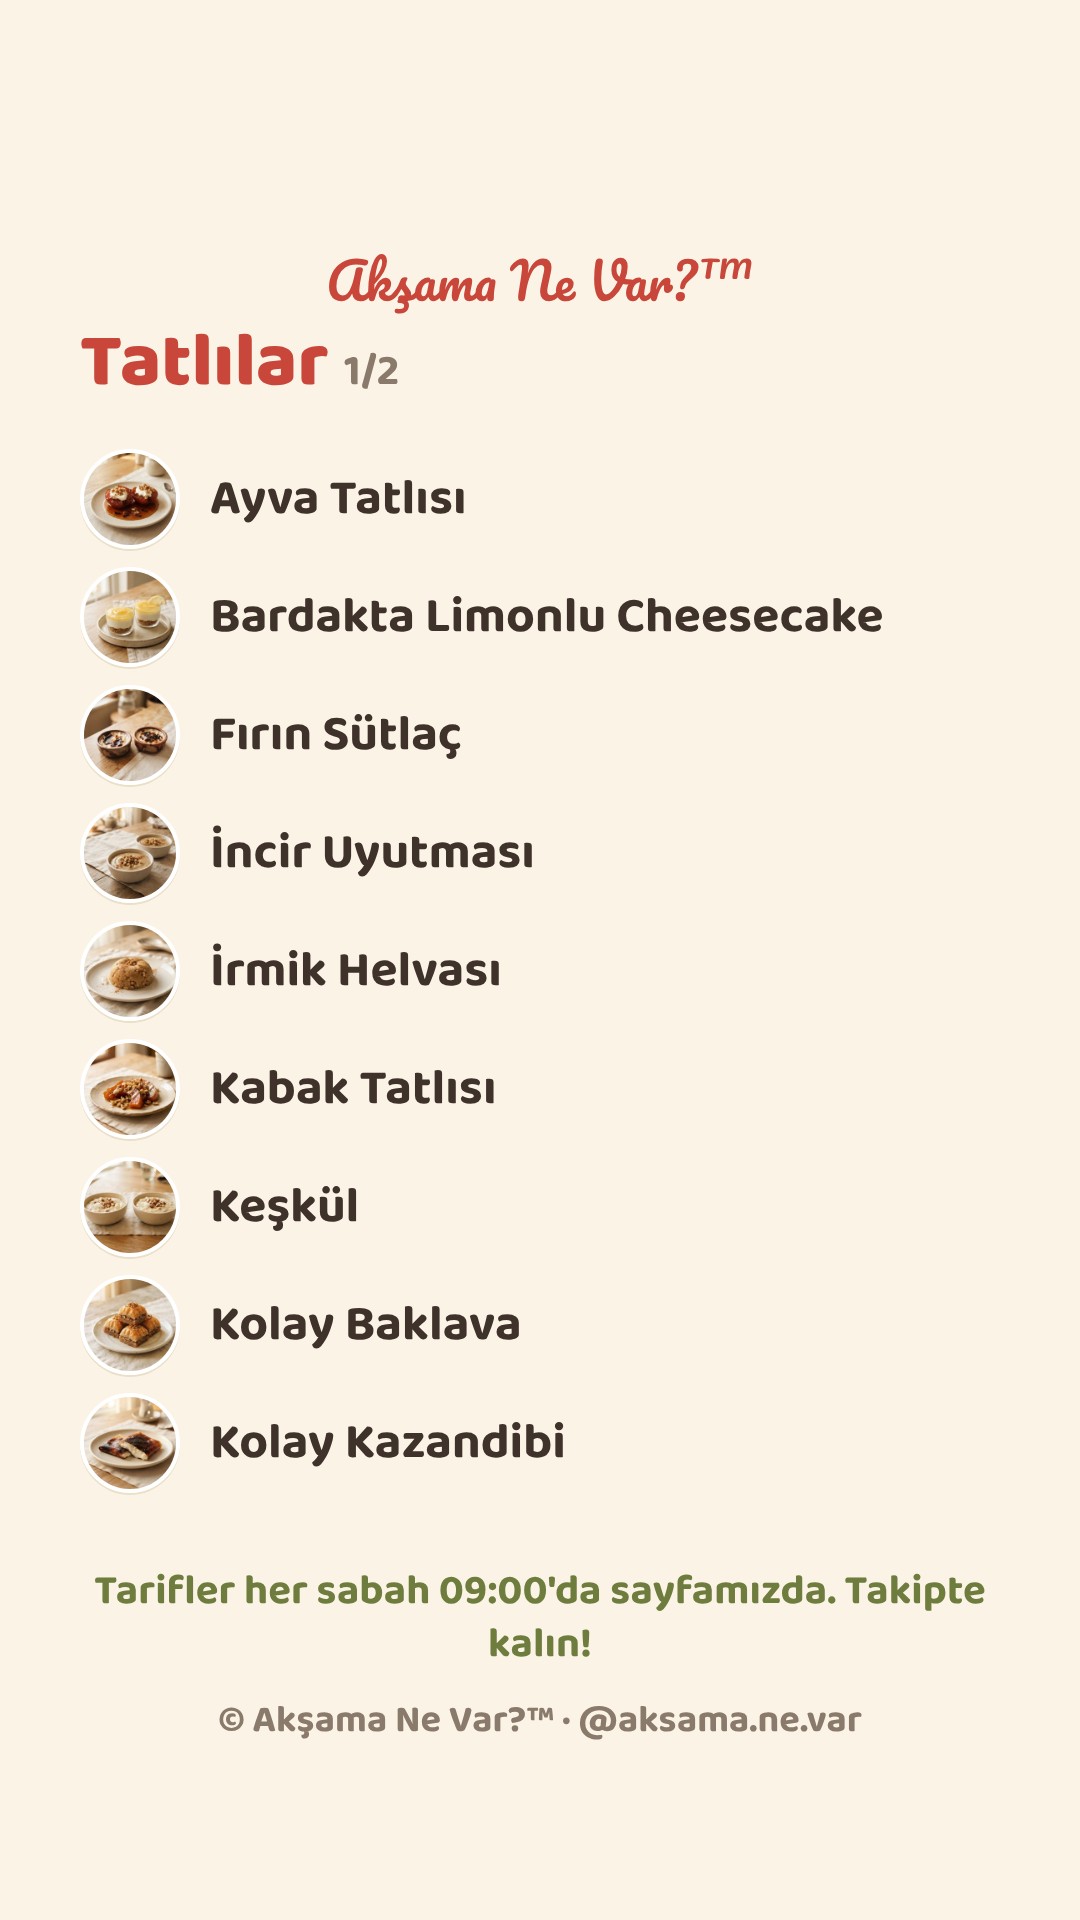 Akşama Ne Var?™
Tatlılar 1/2
Ayva Tatlısı
Bardakta Limonlu Cheesecake
Fırın Sütlaç
İncir Uyutması
İrmik Helvası
Kabak Tatlısı
Keşkül
Kolay Baklava
Kolay Kazandibi
Tarifler her sabah 09:00'da sayfamızda. Takipte
kalın!
© Akşama Ne Var?™ · @aksama.ne.var